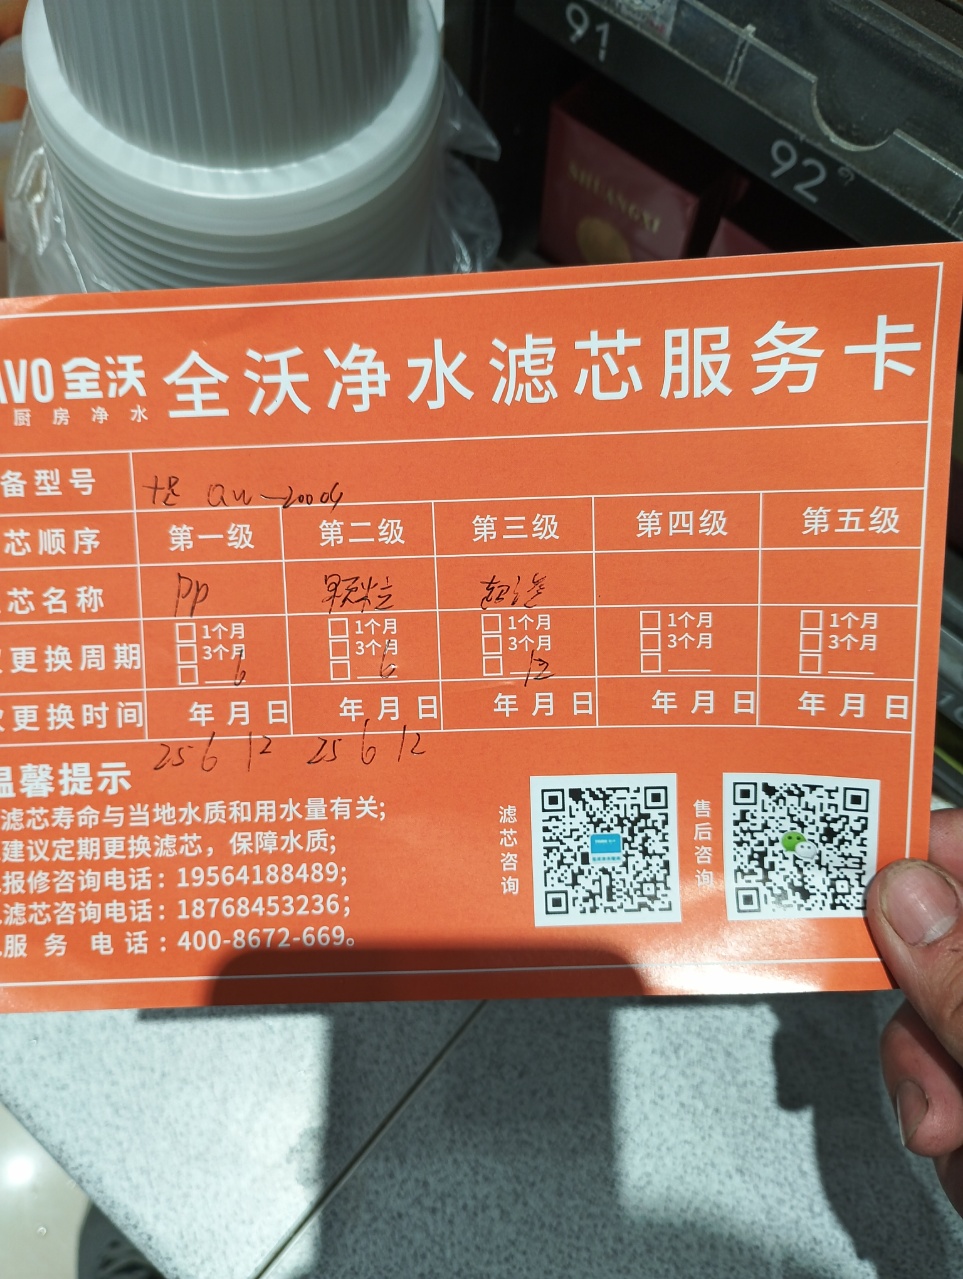 91
92
SHUANGXI
AVO 全沃
厨房净水
全沃净水滤芯服务卡
备型号 QW-2004
芯顺序 第一级 第二级 第三级 第四级 第五级
芯名称 PP 颗粒 超滤
更换周期 1个月 1个月 1个月 1个月 1个月
3个月 3个月 3个月 3个月 3个月
6 6 12
更换时间 年 月 日 年 月 日 年 月 日 年 月 日 年 月 日
25 6 12 25 6 12
温馨提示
滤芯寿命与当地水质和用水量有关;
建议定期更换滤芯，保障水质;
报修咨询电话: 19564188489;
滤芯咨询电话: 18768453236;
服务电话: 400-8672-669。
滤芯咨询
售后咨询